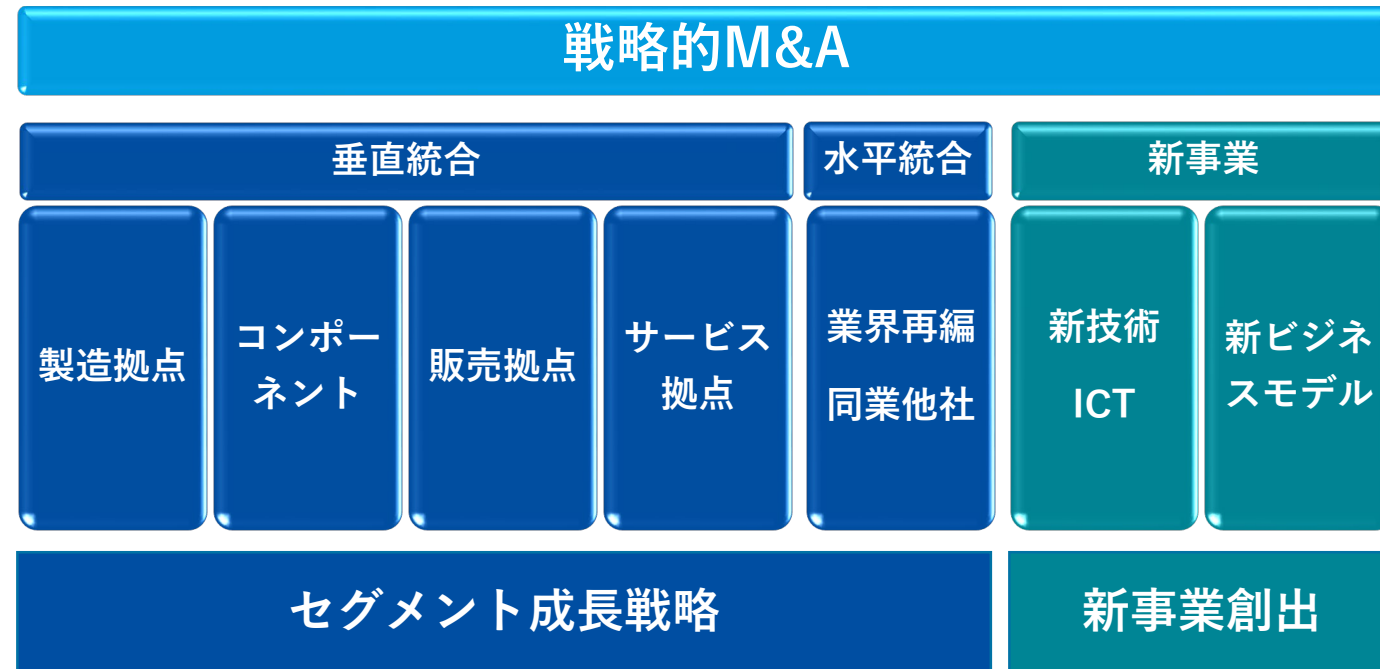 戦略的M&A
垂直統合
水平統合
新事業
製造拠点
コンポー
ネント
販売拠点
サービス
拠点
業界再編
同業他社
新技術
ICT
新ビジネ
スモデル
セグメント成長戦略
新事業創出